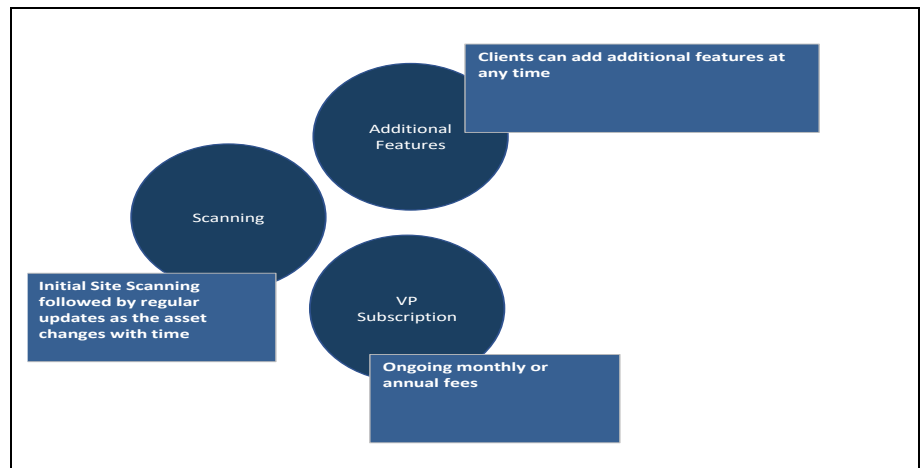 Clients can add additional features at
any time
Additional
Features
Scanning
Initial Site Scanning
followed by regular
updates as the asset
changes with time
VP
Subscription
Ongoing monthly or
annual fees